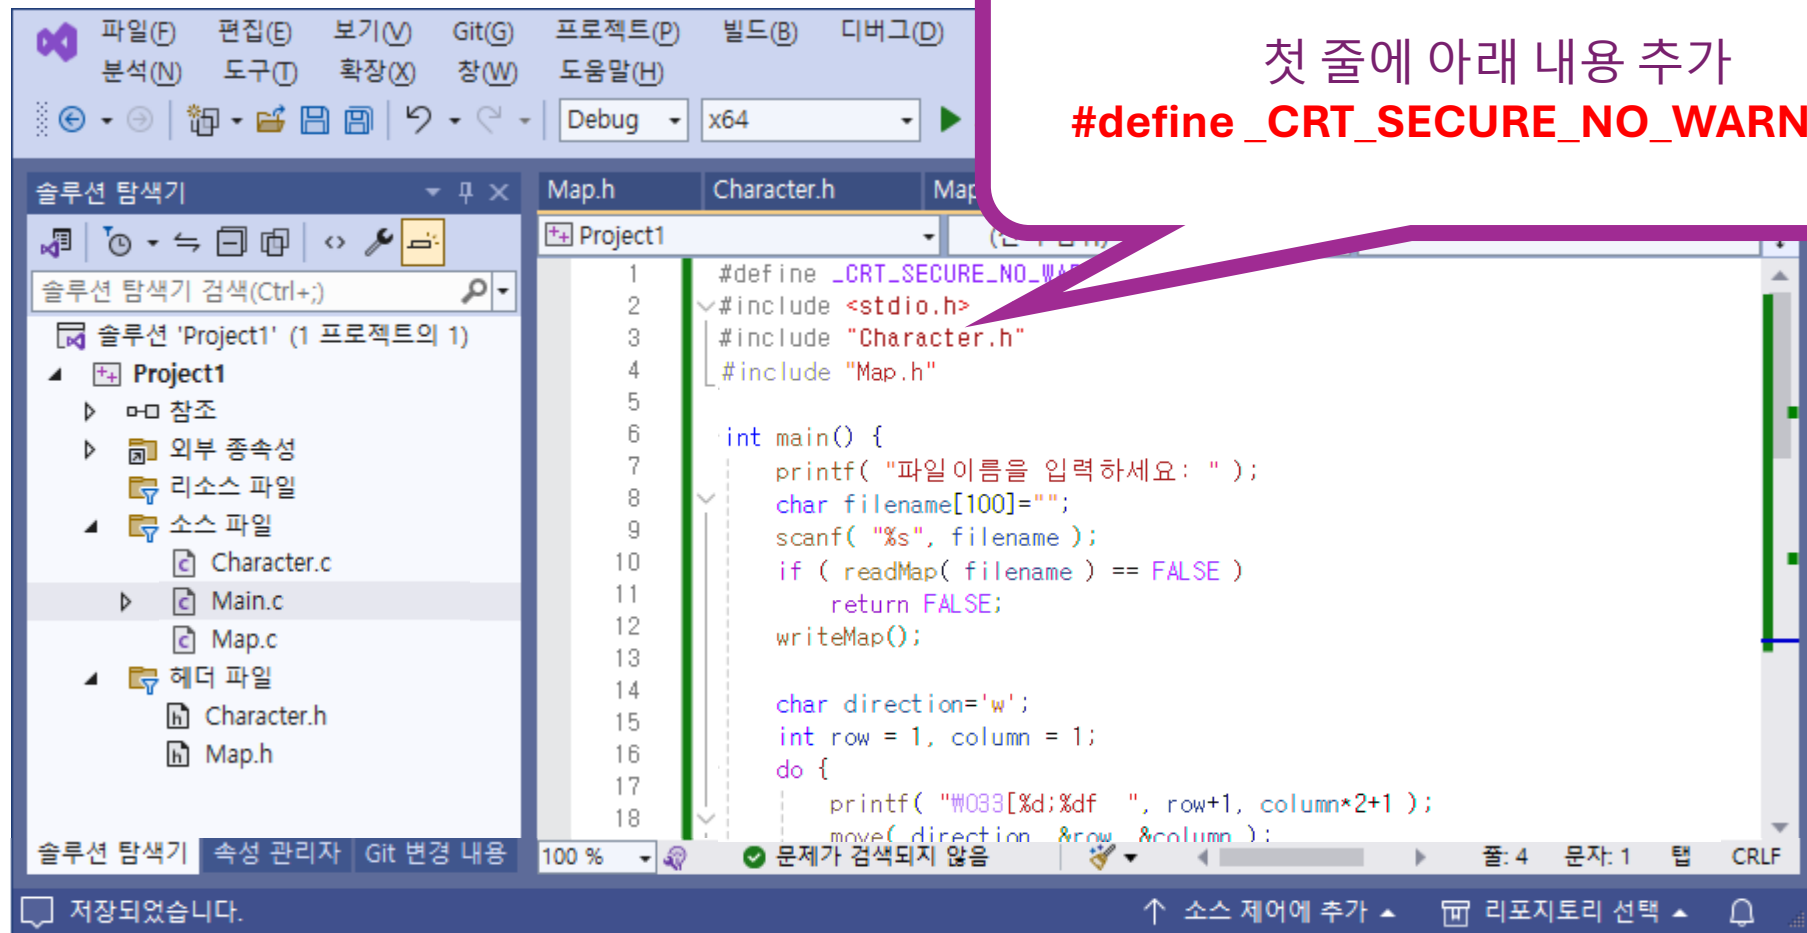 파일(F) 편집(E) 보기(V) Git(G) 프로젝트(P) 빌드(B) 디버그(D)
분석(N) 도구(T) 확장(X) 창(W) 도움말(H)
Debug x64
첫 줄에 아래 내용 추가
#define _CRT_SECURE_NO_WARN
솔루션 탐색기
솔루션 탐색기 검색(Ctrl+;)
솔루션 'Project1' (1 프로젝트의 1)
Project1
참조
외부 종속성
리소스 파일
소스 파일
Character.c
Main.c
Map.c
헤더 파일
Character.h
Map.h
솔루션 탐색기 속성 관리자 Git 변경 내용
Map.h Character.h Map
Project1
1 #define _CRT_SECURE_NO_WAR
2 #include <stdio.h>
3 #include "Character.h"
4 #include "Map.h"
5
6 int main() {
7 printf( "파일이름을 입력하세요: " );
8 char filename[100]="";
9 scanf( "%s", filename );
10 if ( readMap( filename ) == FALSE )
11 return FALSE;
12 writeMap();
13
14 char direction='w';
15 int row = 1, column = 1;
16 do {
17 printf( "₩033[%d;%df  ", row+1, column*2+1 );
18 move( direction, &row, &column );
100 % 문제가 검색되지 않음 줄: 4 문자: 1 탭 CRLF
저장되었습니다. 소스 제어에 추가 리포지토리 선택